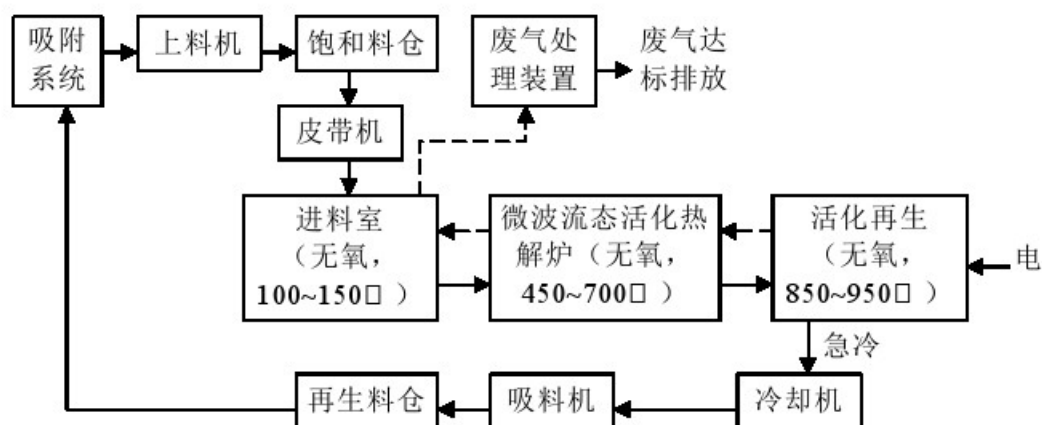 吸附
系统
上料机
饱和料仓
废气处
理装置
废气达
标排放
皮带机
进料室
（无氧，
100~150□ ）
微波流态活化热
解炉（无氧，
450~700□ ）
活化再生
（无氧，
850~950□ ）
电
急冷
再生料仓
吸料机
冷却机